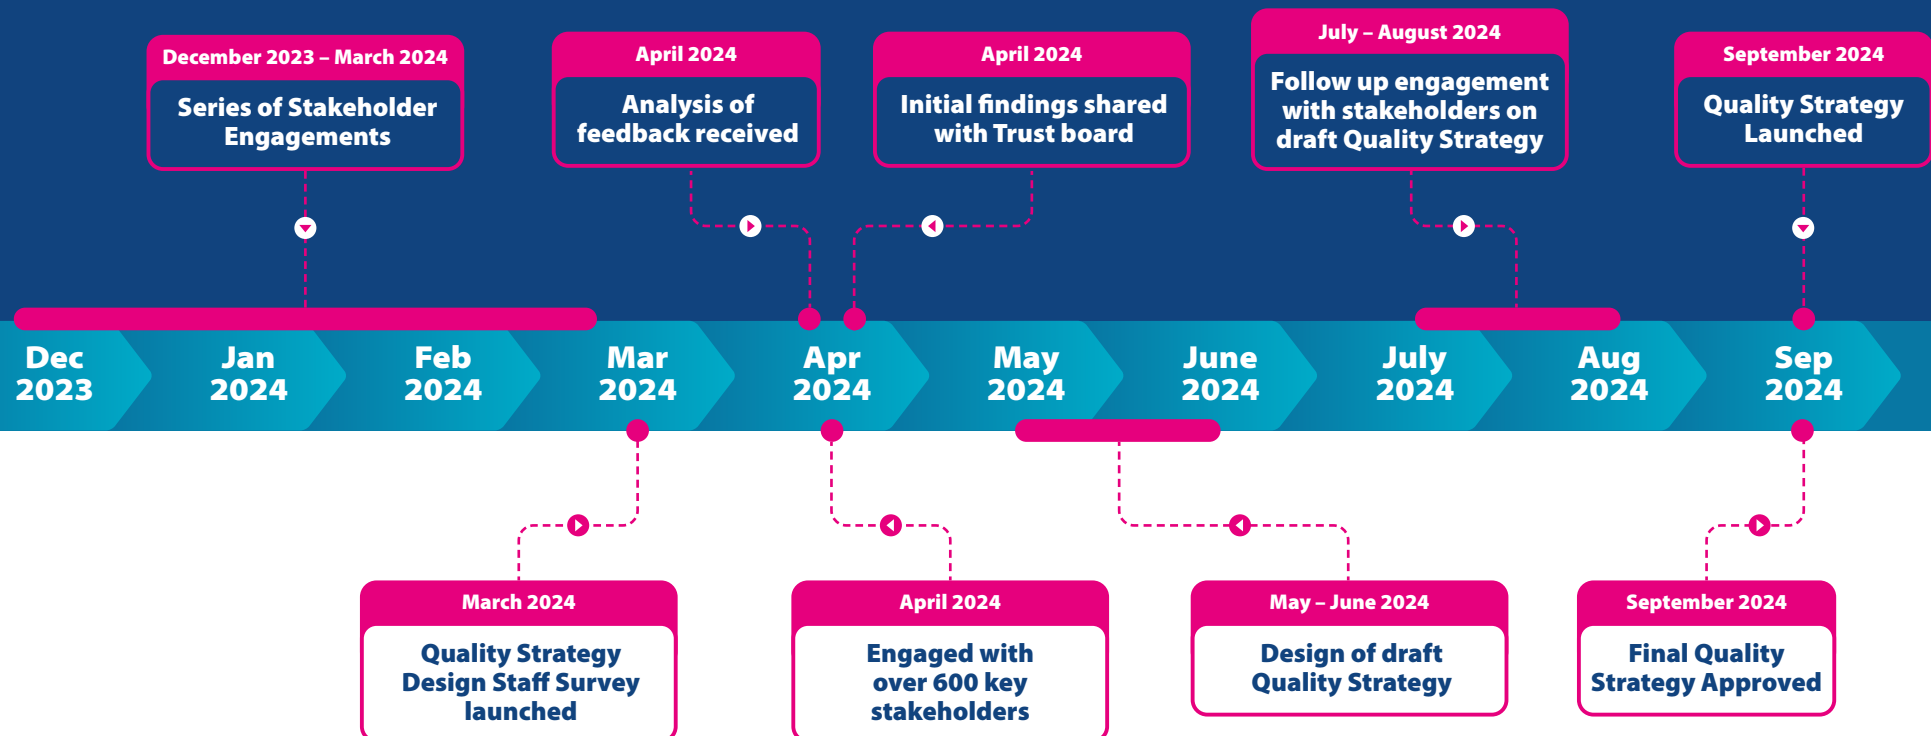 December 2023 – March 2024
Series of Stakeholder
Engagements
April 2024
Analysis of
feedback received
April 2024
Initial findings shared
with Trust board
July – August 2024
Follow up engagement
with stakeholders on
draft Quality Strategy
September 2024
Quality Strategy
Launched
Dec
2023
Jan
2024
Feb
2024
Mar
2024
Apr
2024
May
2024
June
2024
July
2024
Aug
2024
Sep
2024
March 2024
Quality Strategy
Design Staff Survey
launched
April 2024
Engaged with
over 600 key
stakeholders
May – June 2024
Design of draft
Quality Strategy
September 2024
Final Quality
Strategy Approved